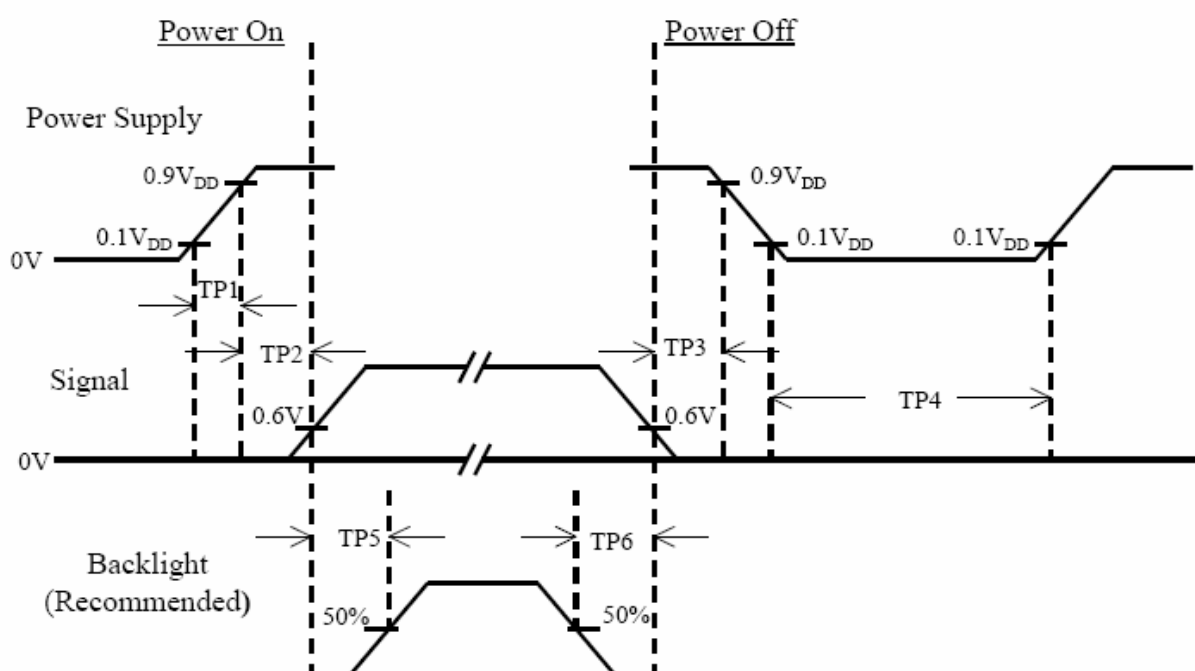 Power On
Power Off
Power Supply
0.9VDD
0.9VDD
0.1VDD
0.1VDD
0.1VDD
0V
TP1
TP2
TP3
Signal
TP4
0.6V
0.6V
0V
TP5
TP6
Backlight
(Recommended)
50%
50%